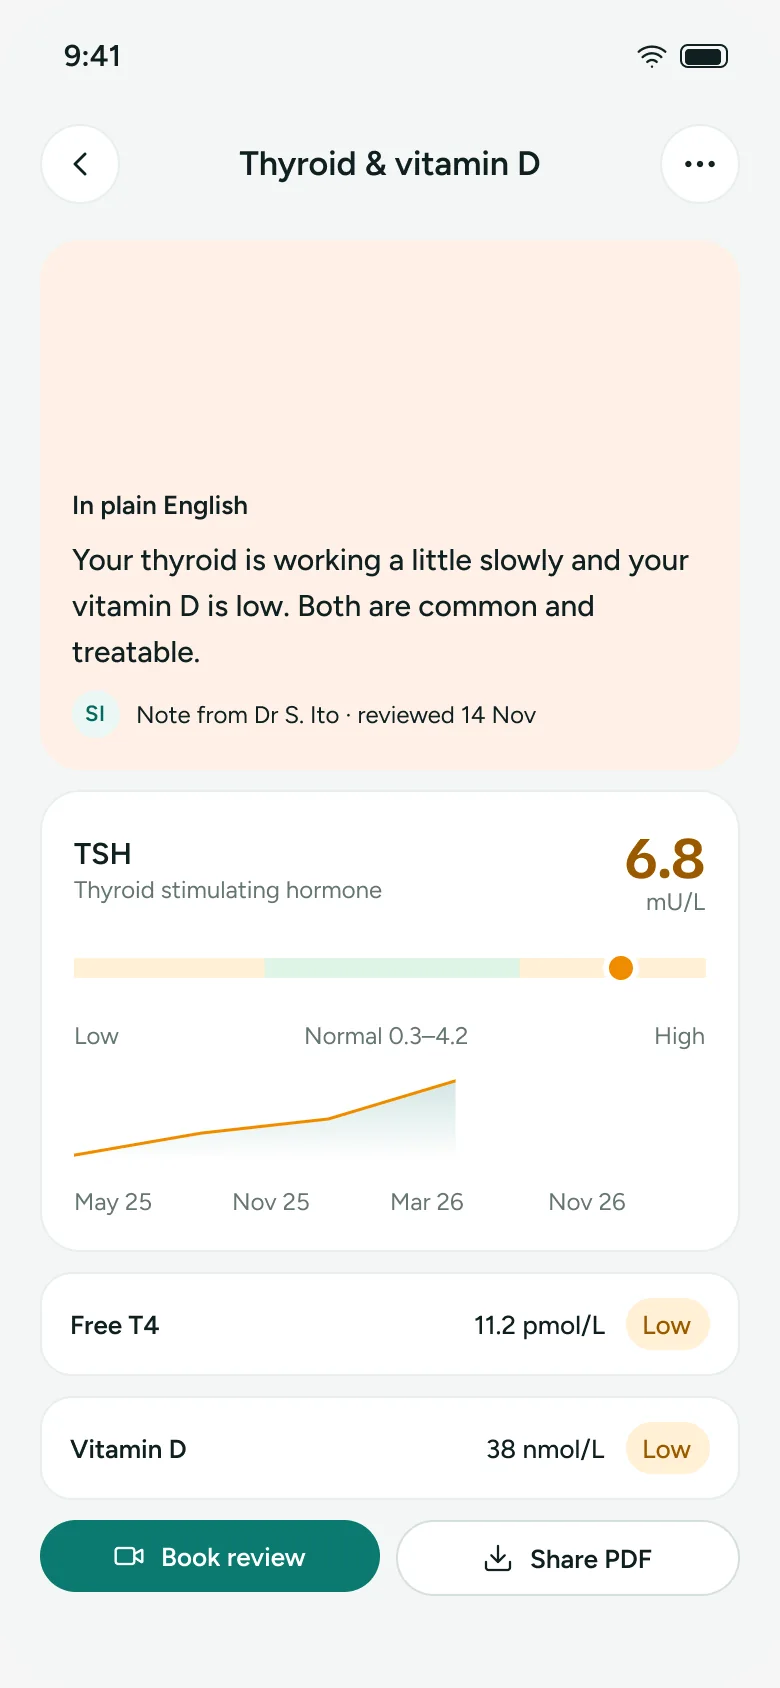 9:41
Thyroid & vitamin D
In plain English
Your thyroid is working a little slowly and your
vitamin D is low. Both are common and
treatable.
SI
Note from Dr S. Ito · reviewed 14 Nov
TSH
6.8
Thyroid stimulating hormone
mU/L
Low
Normal 0.3–4.2
High
May 25
Nov 25
Mar 26
Nov 26
Free T4
11.2 pmol/L
Low
Vitamin D
38 nmol/L
Low
Book review
Share PDF